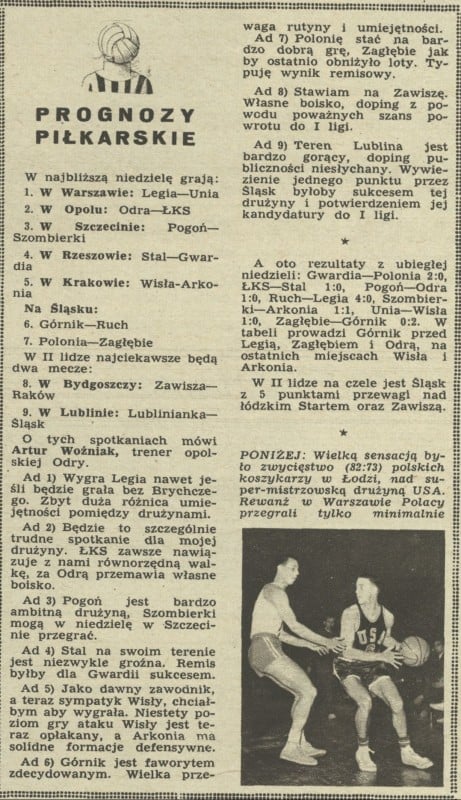 PROGNOZY
PIŁKARSKIE
W najbliższą niedzielę grają:
1. W Warszawie: Legia—Unia
2. W Opolu: Odra—ŁKS
3. W Szczecinie: Pogoń—
Szombierki
4. W Rzeszowie: Stal—Gwar-
dia
5. W Krakowie: Wisła-Arko-
nia
Na Śląsku:
6. Górnik—Ruch
7. Polonia—Zagłębie
W II lidze najciekawsze będą
dwa mecze:
8. W Bydgoszczy: Zawisza—
Raków
9. W Lublinie: Lublinianka—
Śląsk
O tych spotkaniach mówi
Artur Woźniak, trener opol-
skiej Odry.
Ad 1) Wygra Legia nawet je-
śli będzie grała bez Brychcze-
go. Zbyt duża różnica umie-
jętności pomiędzy drużynami.
Ad 2) Będzie to szczególnie
trudne spotkanie dla mojej
drużyny. ŁKS zawsze nawią-
zuje z nami równorzędną wal-
kę, za Odrą przemawia własne
boisko.
Ad 3) Pogoń jest bardzo
ambitną drużyną, Szombierki
mogą w niedzielę w Szczeci-
nie przegrać.
Ad 4) Stal na swoim terenie
jest niezwykle groźna. Remis
byłby dla Gwardii sukcesem.
Ad 5) Jako dawny zawodnik,
a teraz sympatyk Wisły, chciał-
bym aby wygrała. Niestety po-
ziom gry ataku Wisły jest te-
raz opłakany, a Arkonia ma
solidne formacje defensywne.
Ad 6) Górnik jest faworytem
zdecydowanym. Wielka prze-
waga rutyny i umiejętności.
Ad 7) Polonię stać na bar-
dzo dobrą grę, Zagłębie jak
by ostatnio obniżyło loty. Ty-
puję wynik remisowy.
Ad 8) Stawiam na Zawiszę.
Własne boisko, doping z po-
wodu poważnych szans po-
wrotu do I ligi.
Ad 9) Teren Lublina jest
bardzo gorący, doping pu-
bliczności niesłychany. Wywie-
zienie jednego punktu przez
Śląsk byłoby sukcesem tej
drużyny i potwierdzeniem jej
kandydatury do I ligi.
★
A oto rezultaty z ubiegłej
niedzieli: Gwardia—Polonia 2:0,
ŁKS—Stal 1:0, Pogoń—Odra
1:0, Ruch—Legia 4:0, Szombier-
ki—Arkonia 1:1, Unia—Wisła
1:0, Zagłębie—Górnik 0:2. W
tabeli prowadzi Górnik przed
Legią, Zagłębiem i Odrą, na
ostatnich miejscach Wisła i
Arkonia.
W II lidze na czele jest Śląsk
z 5 punktami przewagi nad
łódzkim Startem oraz Zawiszą.
★
PONIŻEJ: Wielką sensacją by-
ło zwycięstwo (82:73) polskich
koszykarzy w Łodzi, nad su-
per-mistrzowską drużyną USA.
Rewanż w Warszawie Polacy
przegrali tylko minimalnie
USA